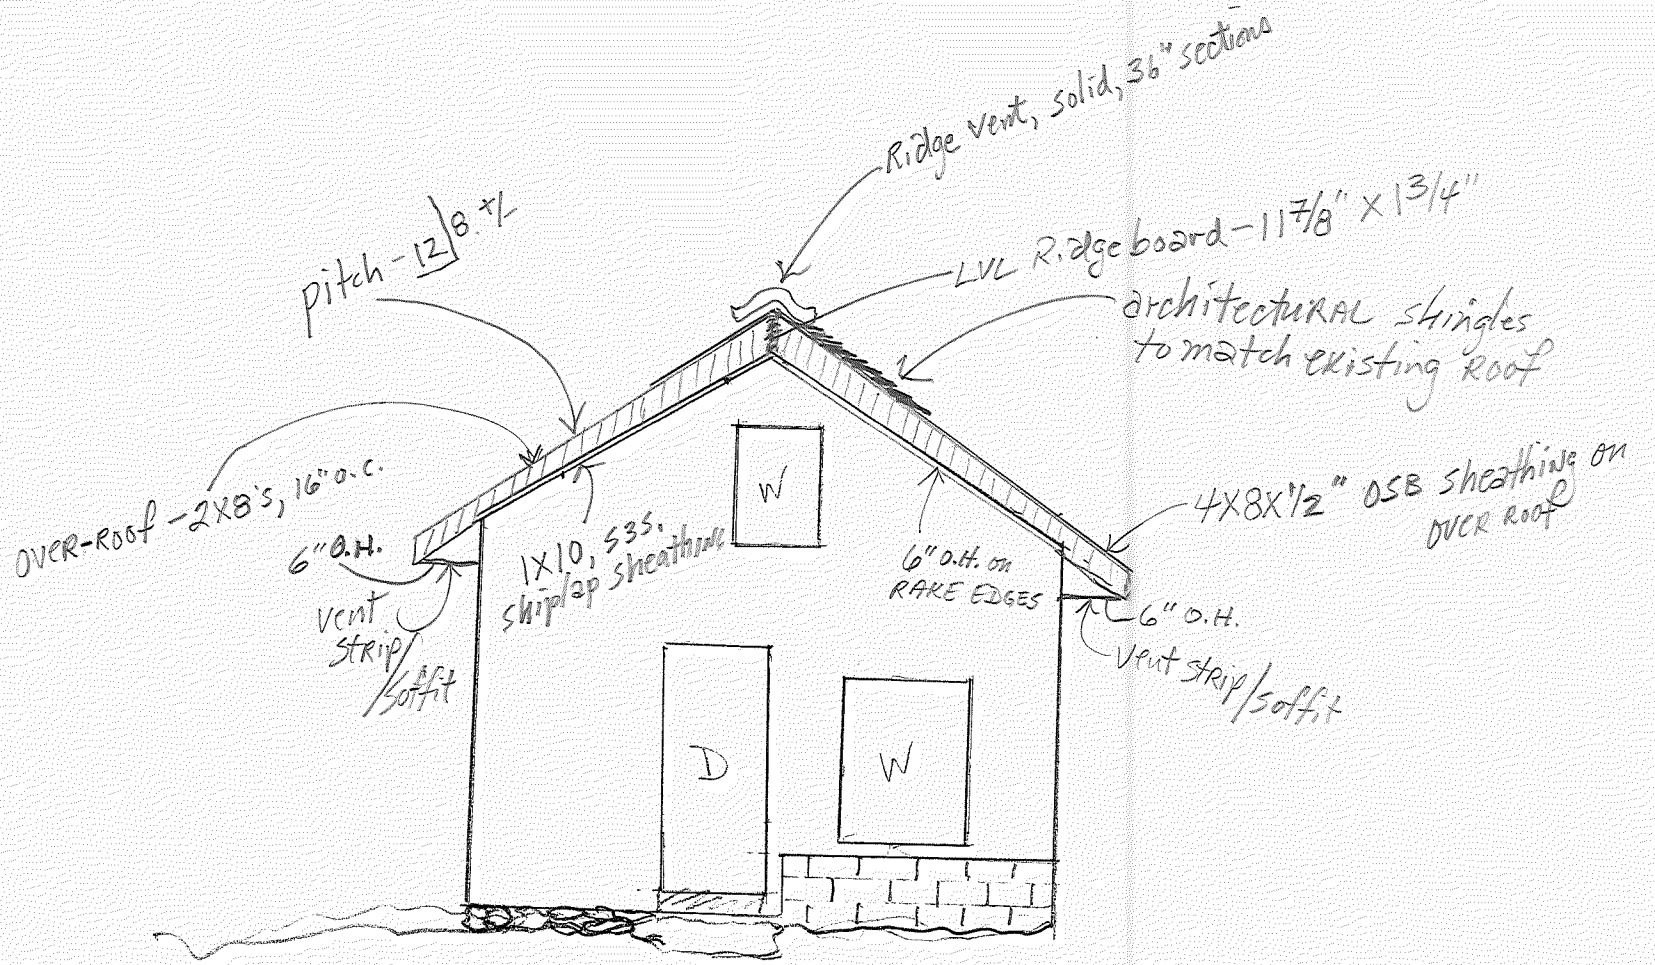 Ridge vent, solid, 36" sections
pitch - 12 8 +/-
LVL Ridgeboard - 11 7/8" X 1 3/4"
architectURAL shingles
to match existing Roof
OVER-ROOF - 2X8's, 16" O.C.
W
4X8X1/2" OSB sheathing on
OVER ROOF
6" O.H.
1X10, S3S.
shiplap sheathing
6" O.H. on
RAKE EDGES
vent
STRIP/
soffit
6" O.H.
Vent STRIP/soffit
D
W